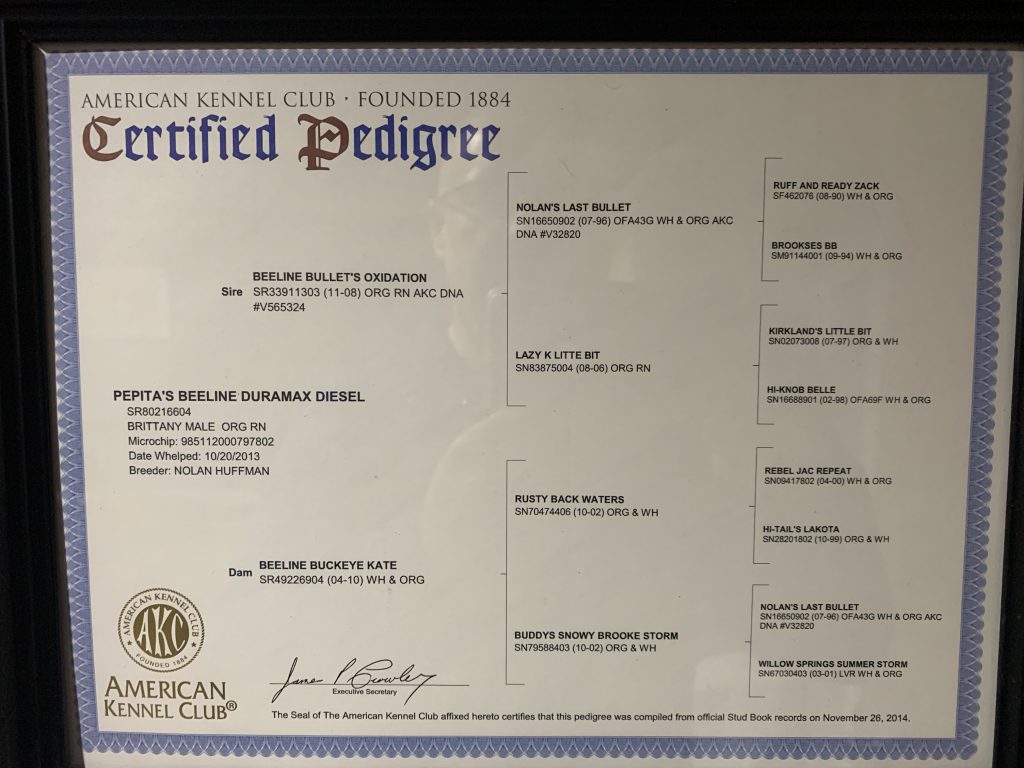 AMERICAN KENNEL CLUB · FOUNDED 1884
Certified Pedigree
PEPITA'S BEELINE DURAMAX DIESEL
SR80216604
BRITTANY MALE ORG RN
Microchip: 985112000797802
Date Whelped: 10/20/2013
Breeder: NOLAN HUFFMAN
Sire
BEELINE BULLET'S OXIDATION
SR33911303 (11-08) ORG RN AKC DNA
#V565324
Dam
BEELINE BUCKEYE KATE
SR49226904 (04-10) WH & ORG
NOLAN'S LAST BULLET
SN16650902 (07-96) OFA43G WH & ORG AKC
DNA #V32820
LAZY K LITTE BIT
SN83875004 (08-06) ORG RN
RUSTY BACK WATERS
SN70474406 (10-02) ORG & WH
BUDDYS SNOWY BROOKE STORM
SN79588403 (10-02) ORG & WH
RUFF AND READY ZACK
SF462076 (08-90) WH & ORG
BROOKSES BB
SM91144001 (09-94) WH & ORG
KIRKLAND'S LITTLE BIT
SN02073008 (07-97) ORG & WH
HI-KNOB BELLE
SN16688901 (02-98) OFA69F WH & ORG
REBEL JAC REPEAT
SN09417802 (04-00) WH & ORG
HI-TAIL'S LAKOTA
SN28201802 (10-99) ORG & WH
NOLAN'S LAST BULLET
SN16650902 (07-96) OFA43G WH & ORG AKC
DNA #V32820
WILLOW SPRINGS SUMMER STORM
SN67030403 (03-01) LVR WH & ORG
AMERICAN KENNEL CLUB
AKC
FOUNDED 1884
AMERICAN
KENNEL CLUB®
James P Crowley
Executive Secretary
The Seal of The American Kennel Club affixed hereto certifies that this pedigree was compiled from official Stud Book records on November 26, 2014.